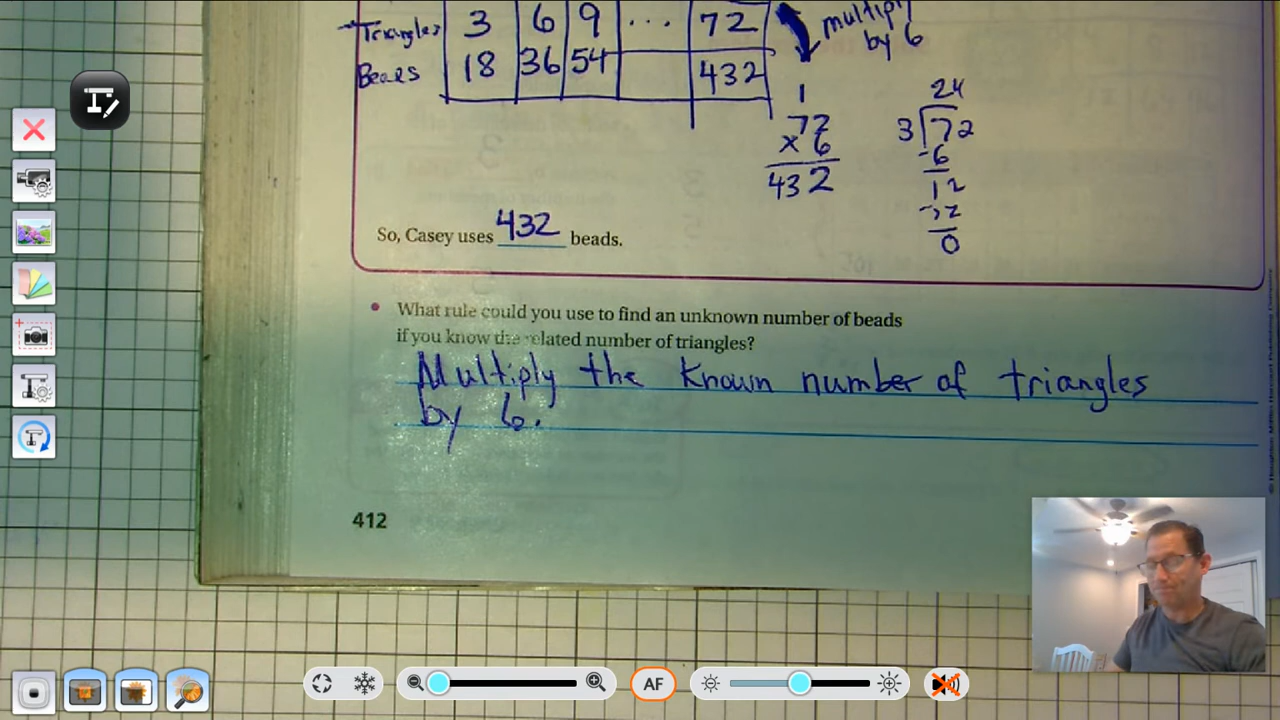 Triangles 3 6 9 ... 72
multiply
by 6
Bears 18 36 54 432
1
72
x 6
432
24
3 72
-6
12
-12
0
So, Casey uses 432 beads.
• What rule could you use to find an unknown number of beads
if you know the related number of triangles?
Multiply the known number of triangles
by 6.
412
AF